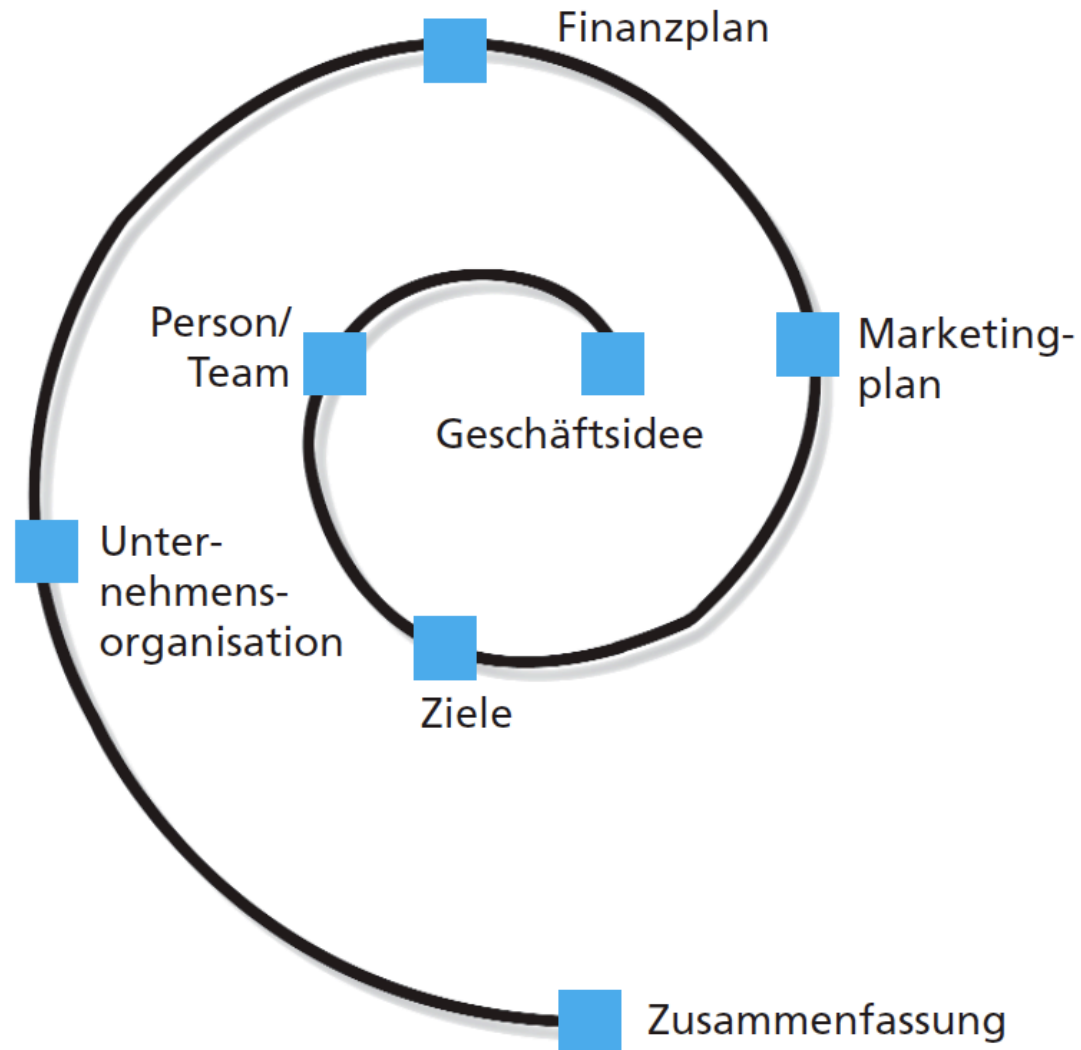 Finanzplan
Person/
Team
Marketing-
plan
Geschäftsidee
Unter-
nehmens-
organisation
Ziele
Zusammenfassung